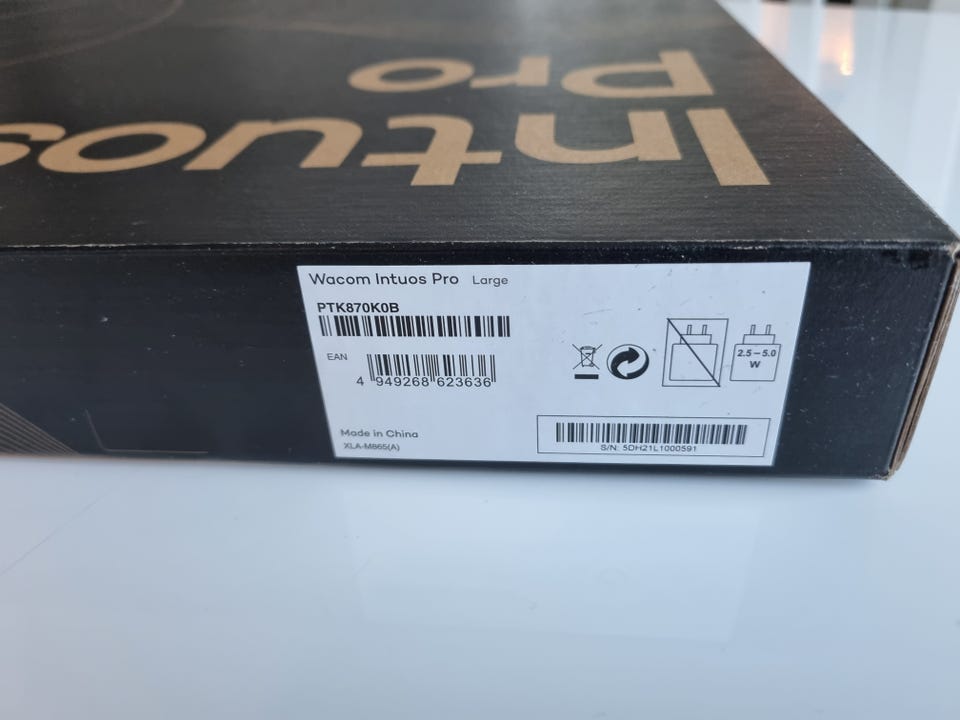 Intuos
Pro
Wacom Intuos Pro Large
PTK870K0B
EAN
4 949268 623636
2.5 – 5.0
W
Made in China
XLA-M865(A)
S/N: 5DH21L1000591